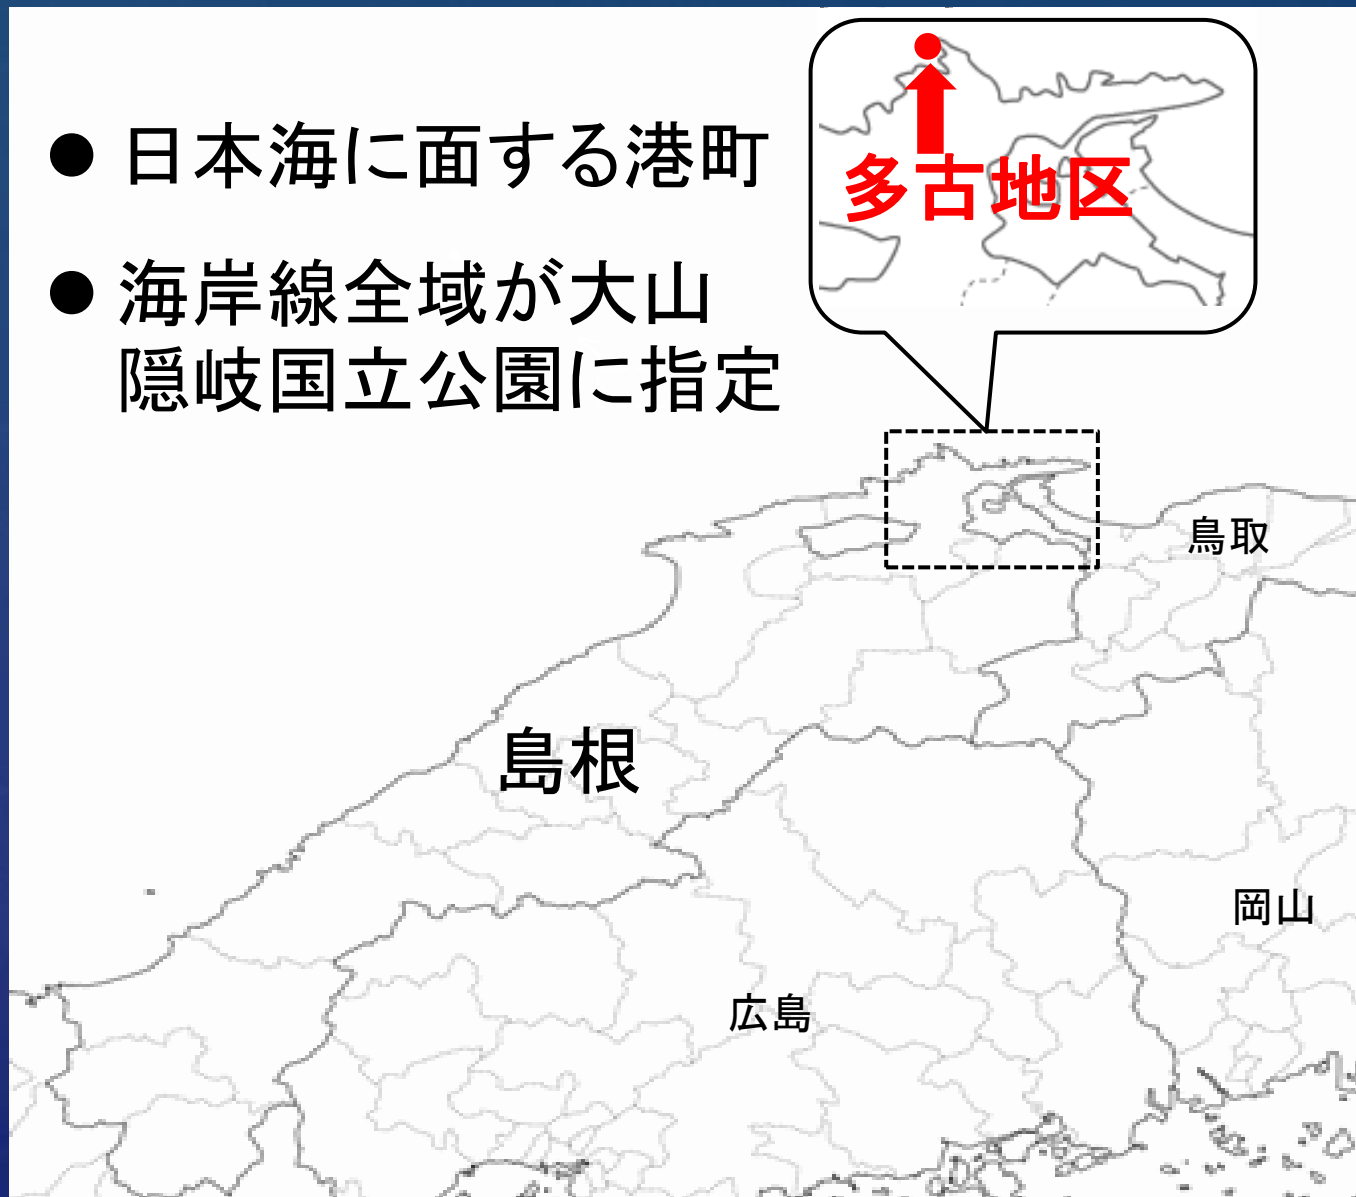 ● 日本海に面する港町
● 海岸線全域が大山
隠岐国立公園に指定
多古地区
鳥取
島根
岡山
広島